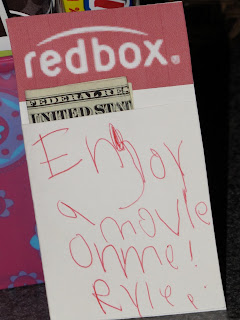 redbox.
FEDERAL RES
UNITED STAT
Enjoy
a movie
on me!
Rylee.